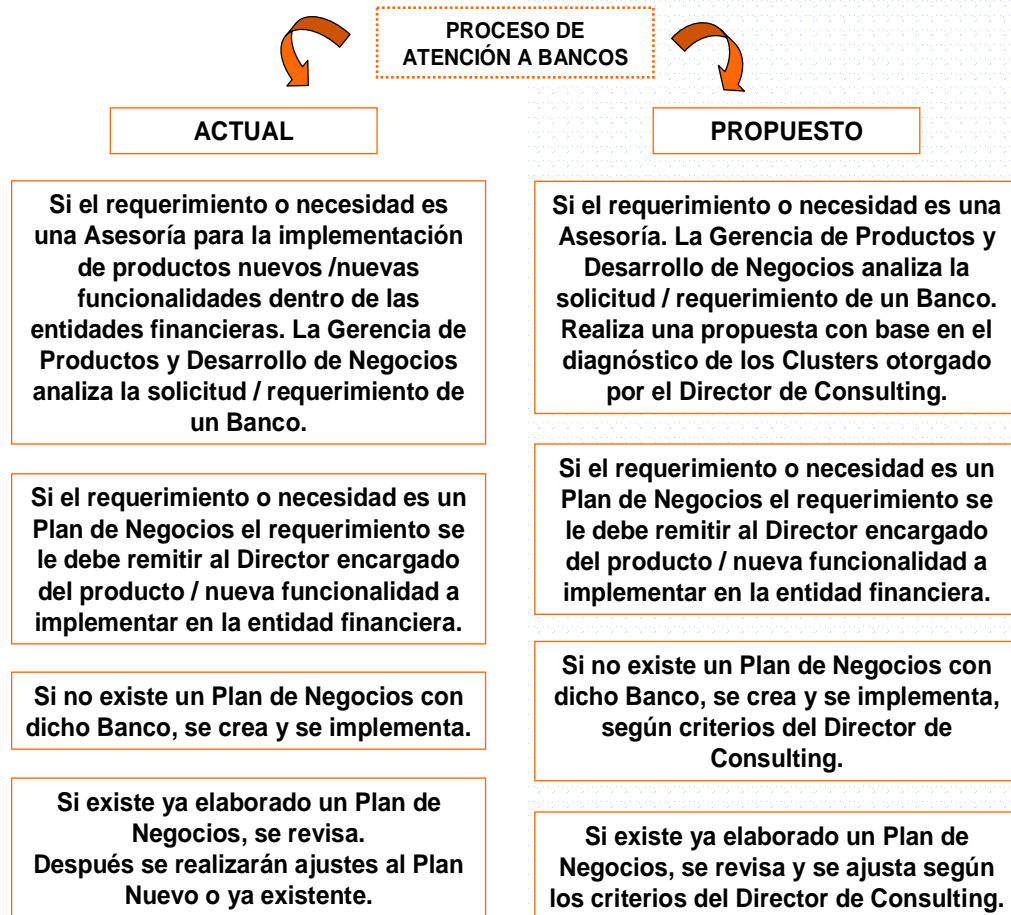 PROCESO DE
ATENCIÓN A BANCOS
ACTUAL
Si el requerimiento o necesidad es
una Asesoría para la implementación
de productos nuevos /nuevas
funcionalidades dentro de las
entidades financieras. La Gerencia de
Productos y Desarrollo de Negocios
analiza la solicitud / requerimiento de
un Banco.
Si el requerimiento o necesidad es un
Plan de Negocios el requerimiento se
le debe remitir al Director encargado
del producto / nueva funcionalidad a
implementar en la entidad financiera.
Si no existe un Plan de Negocios con
dicho Banco, se crea y se implementa.
Si existe ya elaborado un Plan de
Negocios, se revisa.
Después se realizarán ajustes al Plan
Nuevo o ya existente.
PROPUESTO
Si el requerimiento o necesidad es una
Asesoría. La Gerencia de Productos y
Desarrollo de Negocios analiza la
solicitud / requerimiento de un Banco.
Realiza una propuesta con base en el
diagnóstico de los Clusters otorgado
por el Director de Consulting.
Si el requerimiento o necesidad es un
Plan de Negocios el requerimiento se
le debe remitir al Director encargado
del producto / nueva funcionalidad a
implementar en la entidad financiera.
Si no existe un Plan de Negocios con
dicho Banco, se crea y se implementa,
según criterios del Director de
Consulting.
Si existe ya elaborado un Plan de
Negocios, se revisa y se ajusta según
los criterios del Director de Consulting.